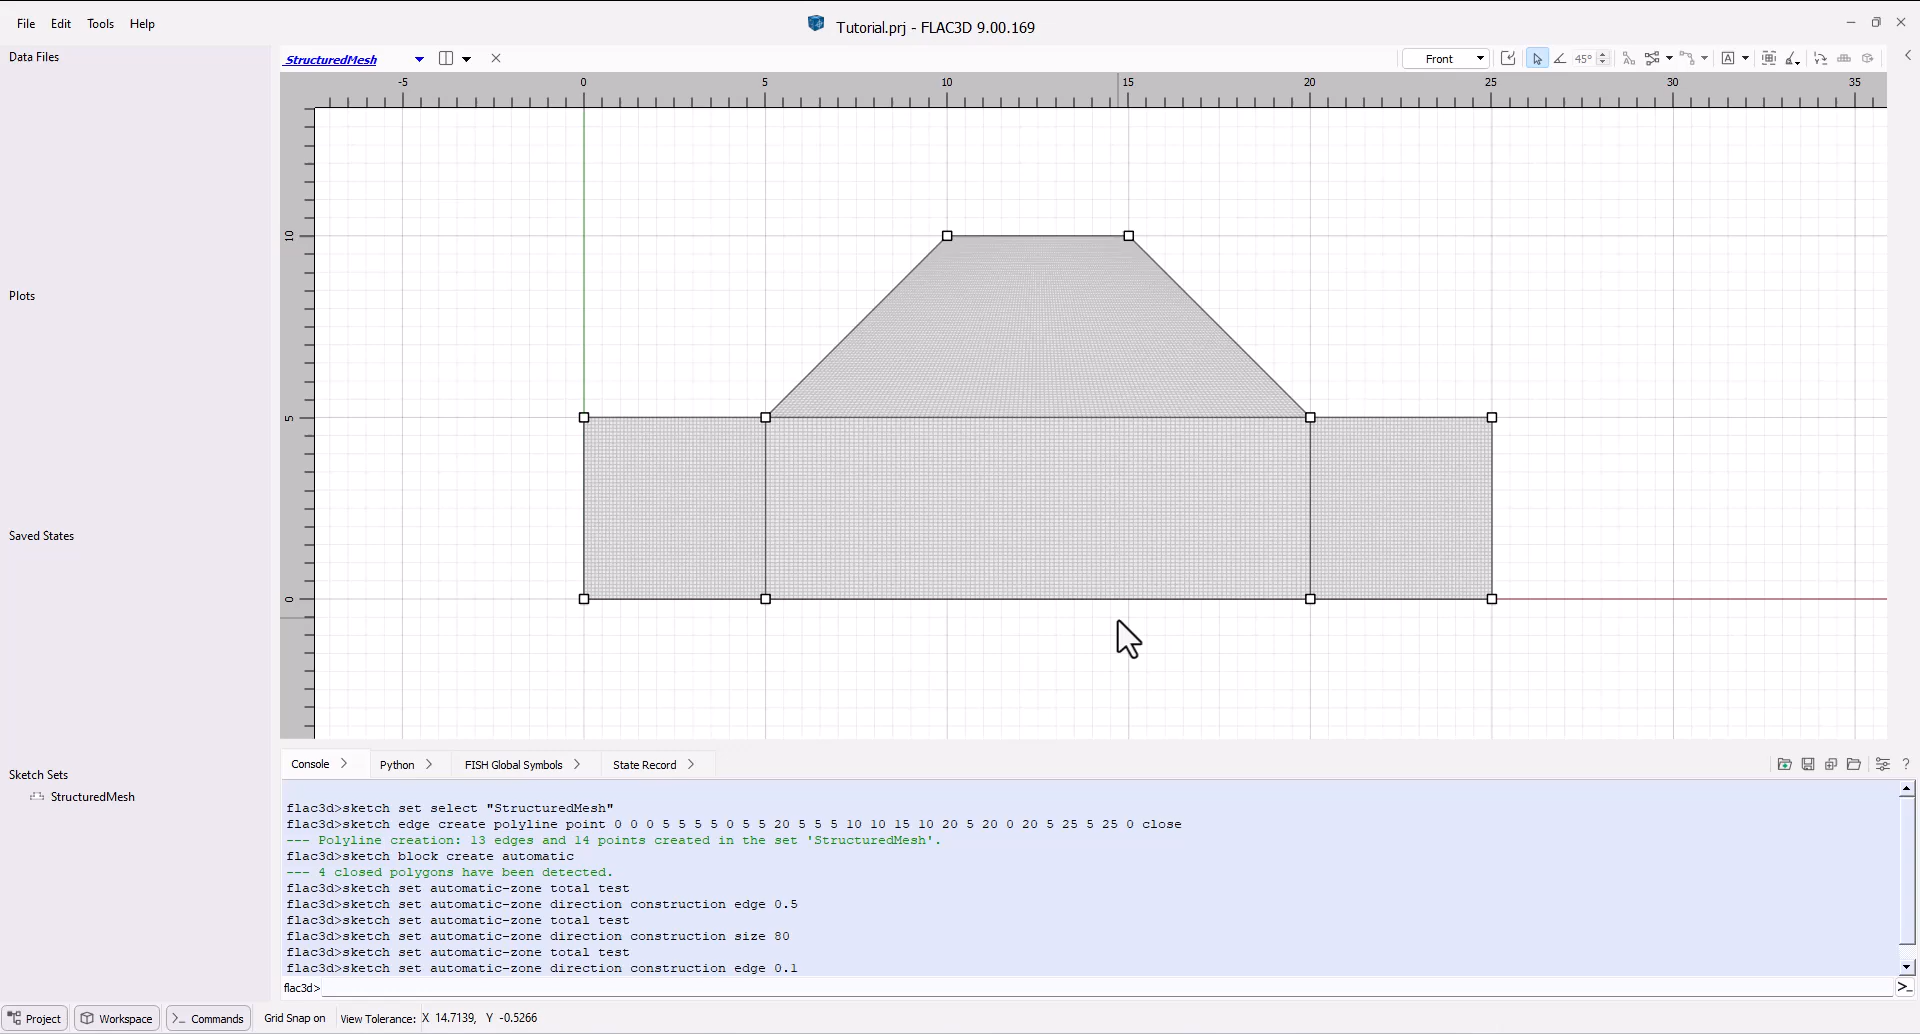 File Edit Tools Help
Tutorial.prj - FLAC3D 9.00.169
Data Files
StructuredMesh
Front
45°
A
-5 0 5 10 15 20 25 30 35
10
5
0
Plots
Saved States
Sketch Sets
StructuredMesh
Console Python FISH Global Symbols State Record
?
flac3d>sketch set select "StructuredMesh"
flac3d>sketch edge create polyline point 0 0 0 5 5 5 5 0 5 5 20 5 5 5 10 10 15 10 20 5 20 0 20 5 25 5 25 0 close
--- Polyline creation: 13 edges and 14 points created in the set 'StructuredMesh'.
flac3d>sketch block create automatic
--- 4 closed polygons have been detected.
flac3d>sketch set automatic-zone total test
flac3d>sketch set automatic-zone direction construction edge 0.5
flac3d>sketch set automatic-zone total test
flac3d>sketch set automatic-zone direction construction size 80
flac3d>sketch set automatic-zone total test
flac3d>sketch set automatic-zone direction construction edge 0.1
flac3d>
Project Workspace Commands Grid Snap on View Tolerance: X 14.7139, Y -0.5266